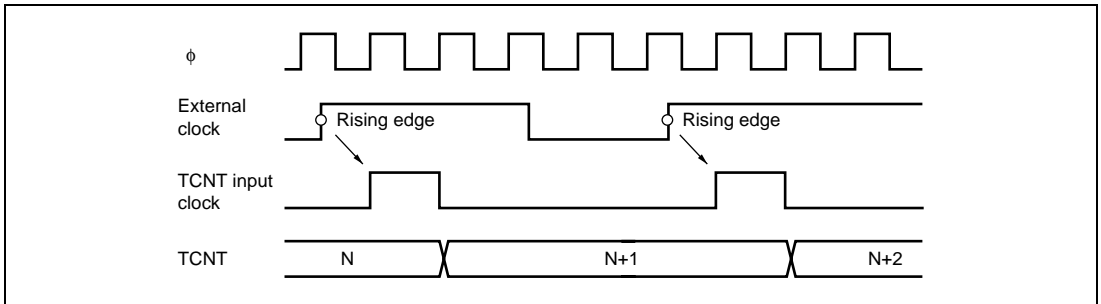 φ
External
clock
Rising edge
Rising edge
TCNT input
clock
TCNT
N
N+1
N+2